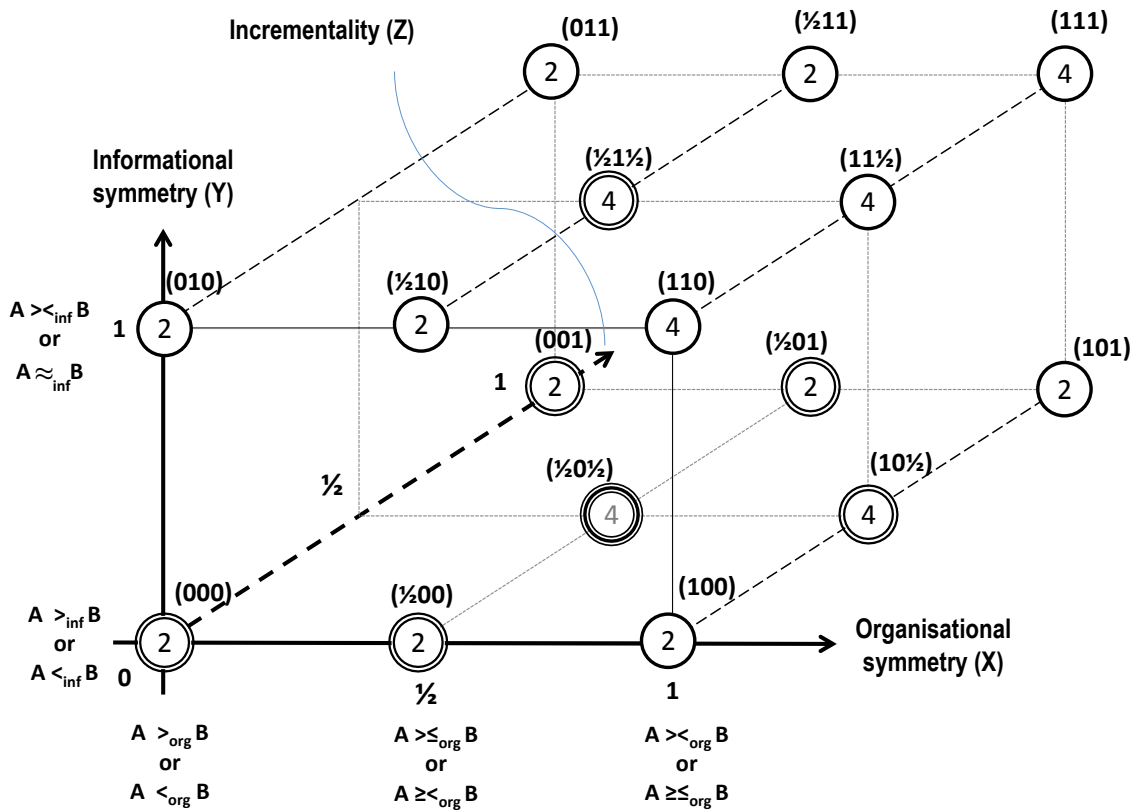 (011)
(½11)
(111)
Incrementality (Z)
2
2
4
Informational
symmetry (Y)
(½1½)
(11½)
4
4
(010)
(½10)
(110)
A ><inf B
or
A ≈inf B
1
2
2
4
(001)
(½01)
(101)
1
2
2
2
(½0½)
(10½)
½
4
4
(000)
(½00)
(100)
A >inf B
or
A <inf B
0
2
2
2
Organisational
symmetry (X)
½
1
A >org B
or
A <org B
A >≤org B
or
A ≥<org B
A ><org B
or
A ≥≤org B